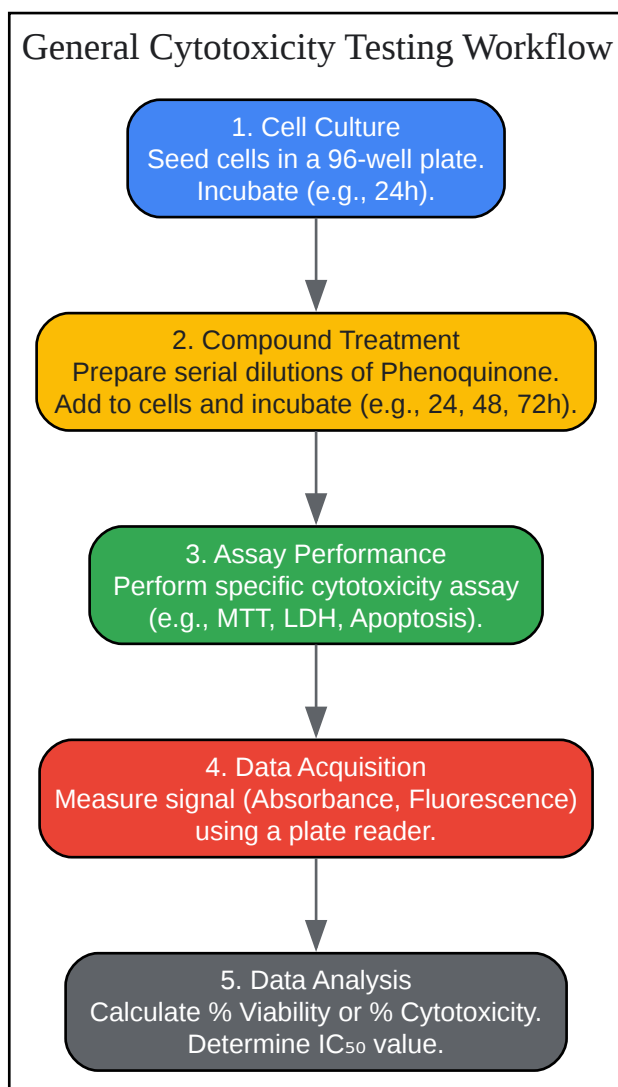 General Cytotoxicity Testing Workflow
1. Cell Culture
Seed cells in a 96-well plate.
Incubate (e.g., 24h).
2. Compound Treatment
Prepare serial dilutions of Phenoquinone.
Add to cells and incubate (e.g., 24, 48, 72h).
3. Assay Performance
Perform specific cytotoxicity assay
(e.g., MTT, LDH, Apoptosis).
4. Data Acquisition
Measure signal (Absorbance, Fluorescence)
using a plate reader.
5. Data Analysis
Calculate % Viability or % Cytotoxicity.
Determine IC₅₀ value.